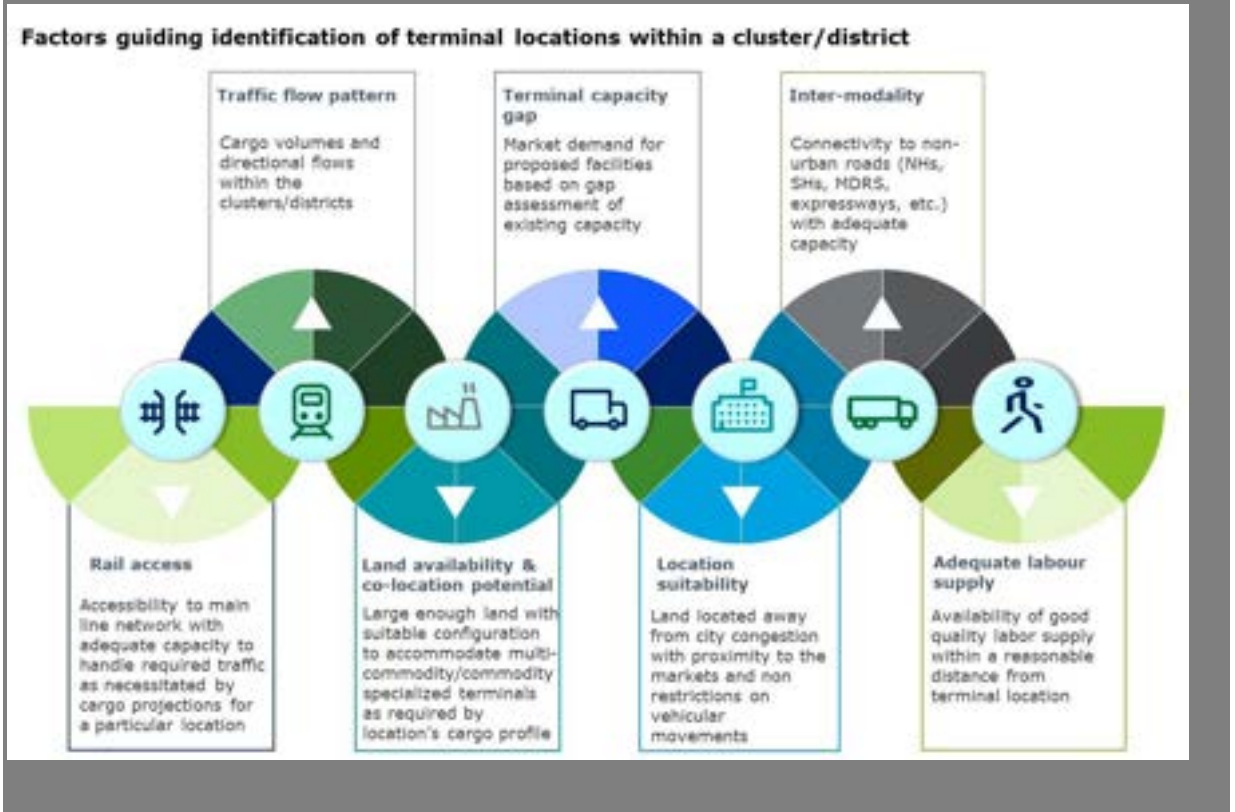 Factors guiding identification of terminal locations within a cluster/district
Traffic flow pattern
Cargo volumes and
directional flows
within the
clusters/districts
Terminal capacity
gap
Market demand for
proposed facilities
based on gap
assessment of
existing capacity
Inter-modality
Connectivity to non-
urban roads (NHs,
SHs, MDRS,
expressways, etc.)
with adequate
capacity
Rail access
Accessibility to main
line network with
adequate capacity to
handle required traffic
as necessitated by
cargo projections for
a particular location
Land availability &
co-location potential
Large enough land with
suitable configuration
to accommodate multi-
commodity/commodity
specialized terminals
as required by
location's cargo profile
Location
suitability
Land located away
from city congestion
with proximity to the
markets and non
restrictions on
vehicular
movements
Adequate labour
supply
Availability of good
quality labor supply
within a reasonable
distance from
terminal location